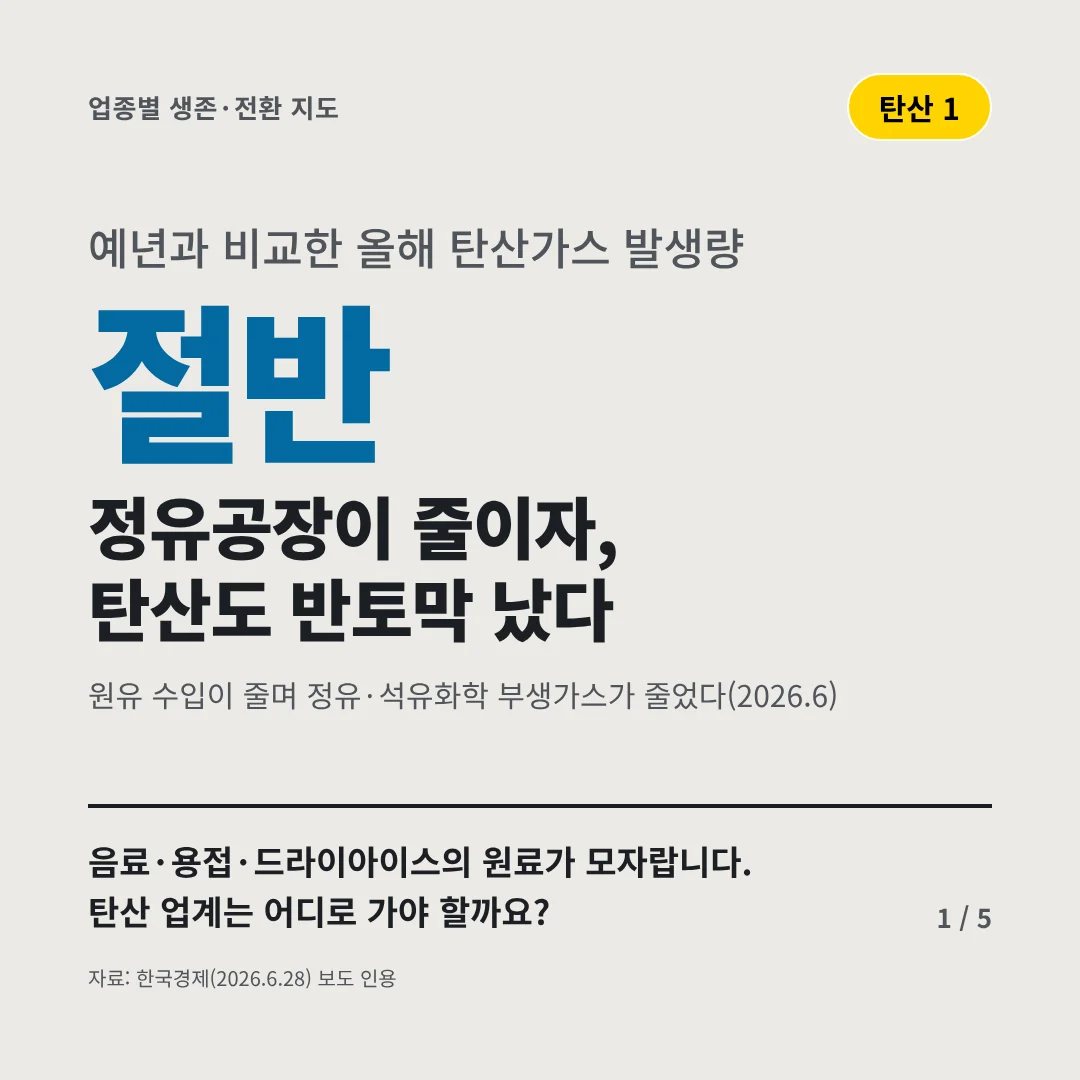 업종별 생존·전환 지도
탄산 1
예년과 비교한 올해 탄산가스 발생량
절반
정유공장이 줄이자,
탄산도 반토막 났다
원유 수입이 줄며 정유·석유화학 부생가스가 줄었다(2026.6)
음료·용접·드라이아이스의 원료가 모자랍니다.
탄산 업계는 어디로 가야 할까요?
1 / 5
자료: 한국경제(2026.6.28) 보도 인용